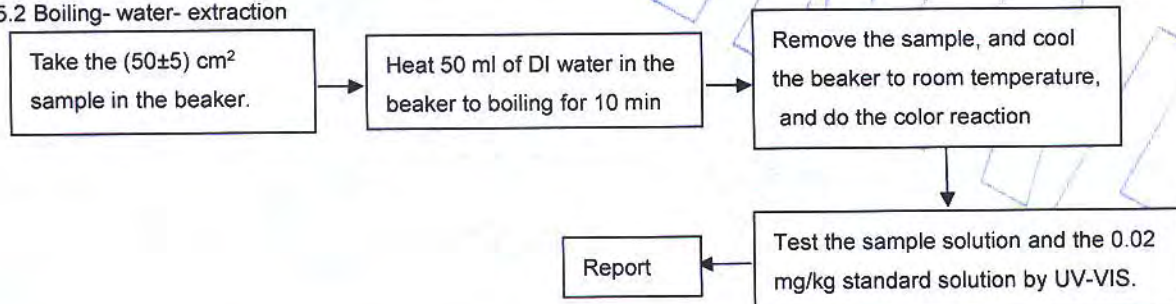 5.2 Boiling- water- extraction
Take the (50±5) cm²
sample in the beaker.
Heat 50 ml of DI water in the
beaker to boiling for 10 min
Remove the sample, and cool
the beaker to room temperature,
and do the color reaction
Test the sample solution and the 0.02
mg/kg standard solution by UV-VIS.
Report